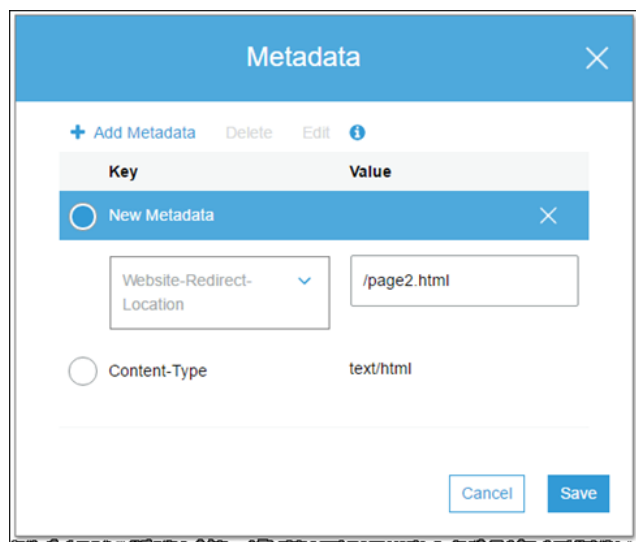 Metadata
Add Metadata Delete Edit
Key Value
New Metadata
Website-Redirect-
Location
/page2.html
Content-Type text/html
Cancel Save